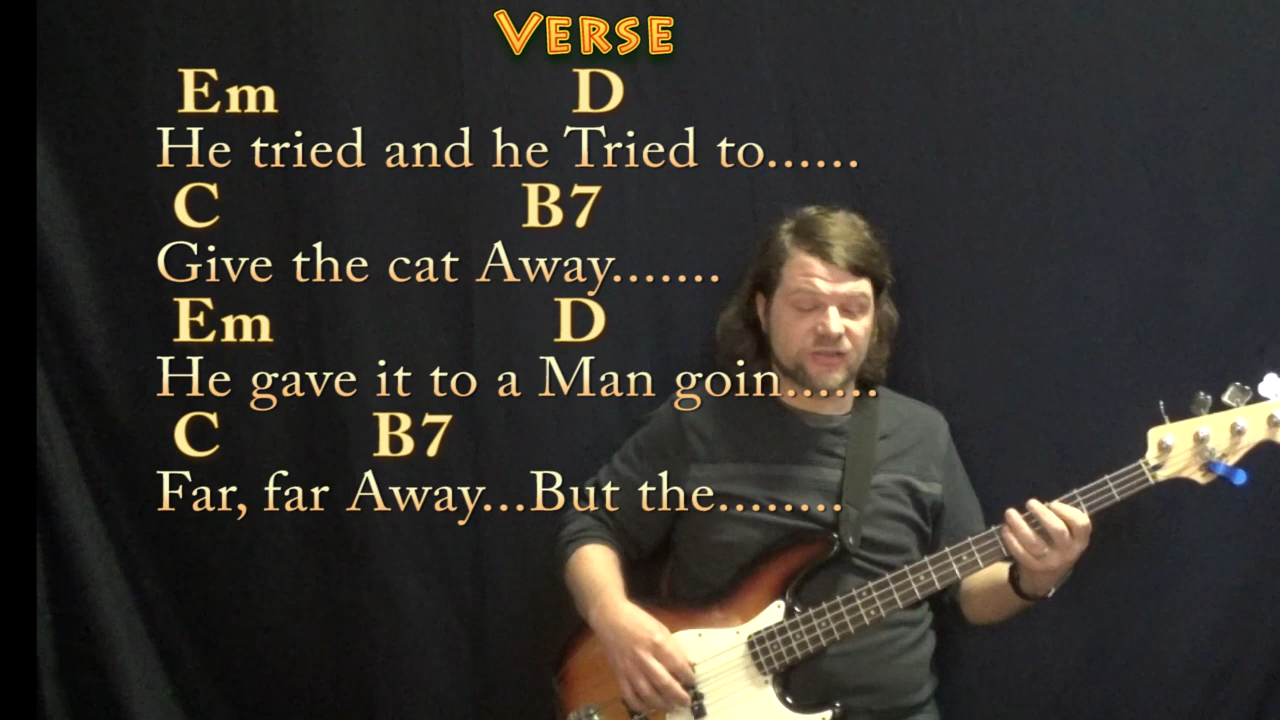 VERSE
Em D
He tried and he Tried to......
C B7
Give the cat Away.......
Em D
He gave it to a Man goin......
C B7
Far, far Away...But the........